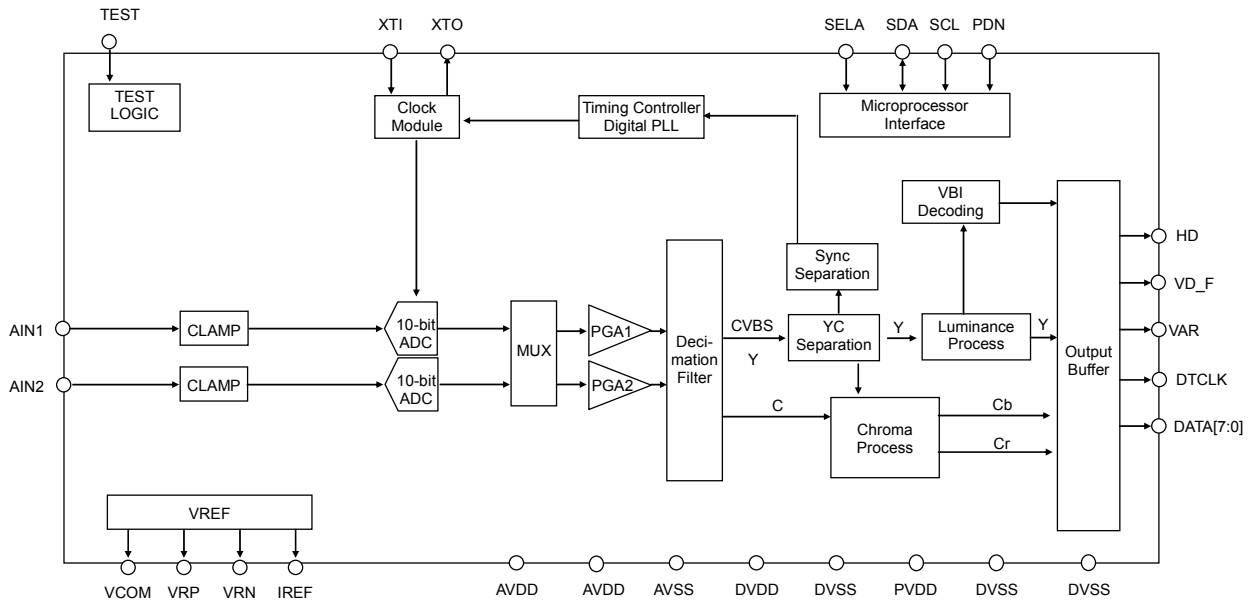 TEST
XTI
XTO
SELA
SDA
SCL
PDN
TEST
LOGIC
Clock
Module
Timing Controller
Digital PLL
Microprocessor
Interface
VBI
Decoding
Sync
Separation
HD
VD_F
VAR
DTCLK
DATA[7:0]
AIN1
CLAMP
10-bit
ADC
AIN2
CLAMP
10-bit
ADC
MUX
PGA1
PGA2
Deci-
mation
Filter
CVBS
Y
YC
Separation
Y
Luminance
Process
Y
Output
Buffer
C
Chroma
Process
Cb
Cr
VREF
VCOM
VRP
VRN
IREF
AVDD
AVDD
AVSS
DVDD
DVSS
PVDD
DVSS
DVSS